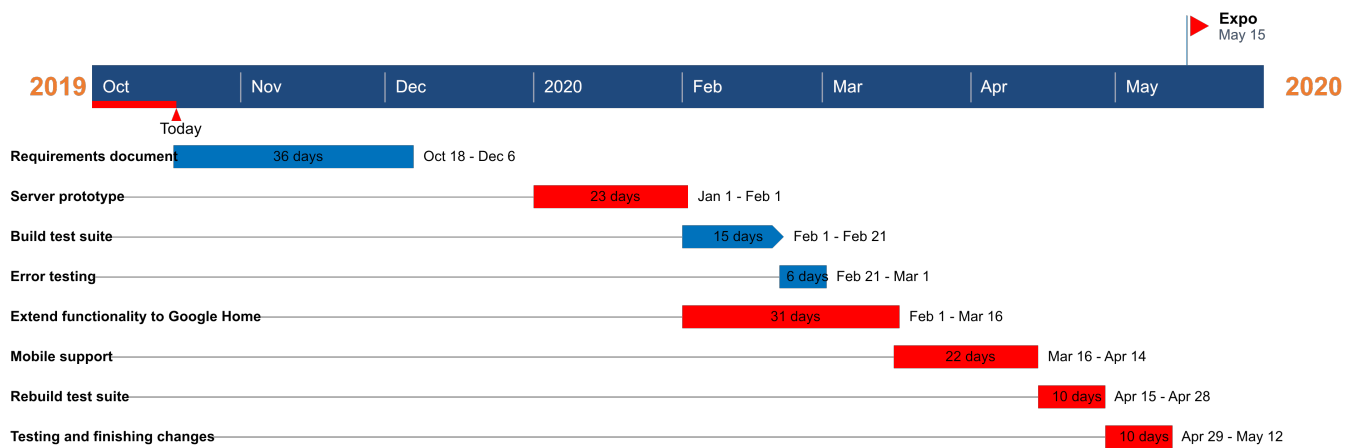 Expo
May 15
2019 Oct Nov Dec 2020 Feb Mar Apr May 2020
Today
Requirements document 36 days Oct 18 - Dec 6
Server prototype 23 days Jan 1 - Feb 1
Build test suite 15 days Feb 1 - Feb 21
Error testing 6 days Feb 21 - Mar 1
Extend functionality to Google Home 31 days Feb 1 - Mar 16
Mobile support 22 days Mar 16 - Apr 14
Rebuild test suite 10 days Apr 15 - Apr 28
Testing and finishing changes 10 days Apr 29 - May 12